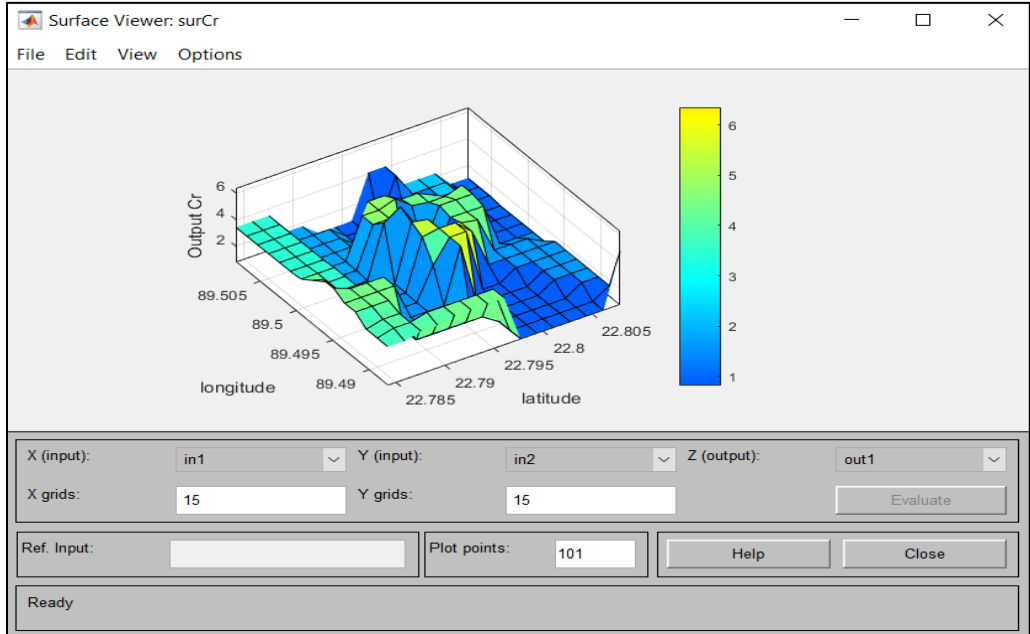 Surface Viewer: surCr
File Edit View Options
Output Cr
6
4
2
89.505
89.5
89.495
89.49
longitude
22.785
22.79
22.795
22.8
22.805
latitude
6
5
4
3
2
1
X (input): in1 Y (input): in2 Z (output): out1
X grids: 15 Y grids: 15 Evaluate
Ref. Input: Plot points: 101 Help Close
Ready